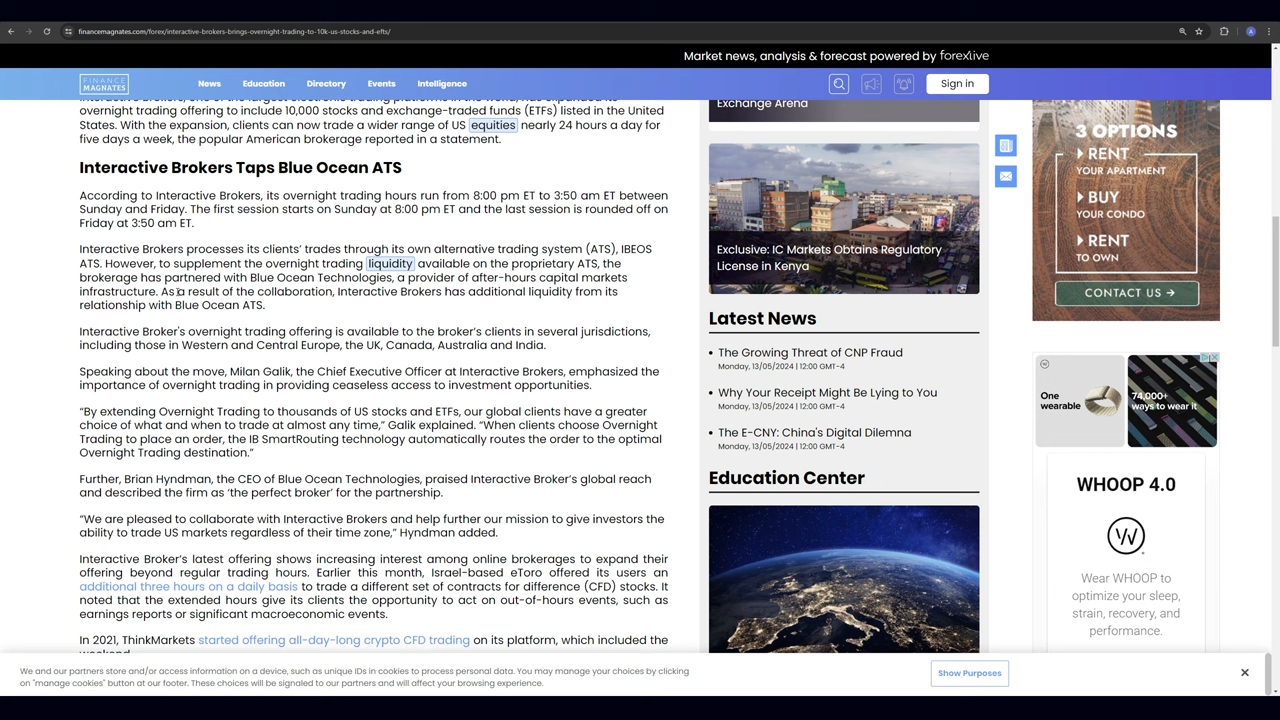 financemagnates.com/forex/interactive-brokers-brings-overnight-trading-to-10k-us-stocks-and-efts/
Market news, analysis & forecast powered by forexlive
FINANCE
MAGNATES
News
Education
Directory
Events
Intelligence
Sign in
overnight trading offering to include 10,000 stocks and exchange-traded funds (ETFs) listed in the United
States. With the expansion, clients can now trade a wider range of US equities nearly 24 hours a day for
five days a week, the popular American brokerage reported in a statement.
Interactive Brokers Taps Blue Ocean ATS
According to Interactive Brokers, its overnight trading hours run from 8:00 pm ET to 3:50 am ET between
Sunday and Friday. The first session starts on Sunday at 8:00 pm ET and the last session is rounded off on
Friday at 3:50 am ET.
Interactive Brokers processes its clients’ trades through its own alternative trading system (ATS), IBEOS
ATS. However, to supplement the overnight trading liquidity available on the proprietary ATS, the
brokerage has partnered with Blue Ocean Technologies, a provider of after-hours capital markets
infrastructure. As a result of the collaboration, Interactive Brokers has additional liquidity from its
relationship with Blue Ocean ATS.
Interactive Broker's overnight trading offering is available to the broker’s clients in several jurisdictions,
including those in Western and Central Europe, the UK, Canada, Australia and India.
Speaking about the move, Milan Galik, the Chief Executive Officer at Interactive Brokers, emphasized the
importance of overnight trading in providing ceaseless access to investment opportunities.
“By extending Overnight Trading to thousands of US stocks and ETFs, our global clients have a greater
choice of what and when to trade at almost any time,” Galik explained. “When clients choose Overnight
Trading to place an order, the IB SmartRouting technology automatically routes the order to the optimal
Overnight Trading destination.”
Further, Brian Hyndman, the CEO of Blue Ocean Technologies, praised Interactive Broker’s global reach
and described the firm as ‘the perfect broker’ for the partnership.
“We are pleased to collaborate with Interactive Brokers and help further our mission to give investors the
ability to trade US markets regardless of their time zone,” Hyndman added.
Interactive Broker’s latest offering shows increasing interest among online brokerages to expand their
offering beyond regular trading hours. Earlier this month, Israel-based eToro offered its users an
additional three hours on a daily basis to trade a different set of contracts for difference (CFD) stocks. It
noted that the extended hours give its clients the opportunity to act on out-of-hours events, such as
earnings reports or significant macroeconomic events.
In 2021, ThinkMarkets started offering all-day-long crypto CFD trading on its platform, which included the
Exchange Arena
Exclusive: IC Markets Obtains Regulatory
License in Kenya
Latest News
The Growing Threat of CNP Fraud
Monday, 13/05/2024 | 12:00 GMT-4
Why Your Receipt Might Be Lying to You
Monday, 13/05/2024 | 12:00 GMT-4
The E-CNY: China's Digital Dilemna
Monday, 13/05/2024 | 12:00 GMT-4
Education Center
3 OPTIONS
RENT
YOUR APARTMENT
BUY
YOUR CONDO
RENT
TO OWN
CONTACT US →
One
wearable
74,000+
ways to wear it
WHOOP 4.0
Wear WHOOP to
optimize your sleep,
strain, recovery, and
performance.
We and our partners store and/or access information on a device, such as unique IDs in cookies to process personal data. You may manage your choices by clicking
on "manage cookies" button at our footer. These choices will be signaled to our partners and will affect your browsing experience.
Show Purposes